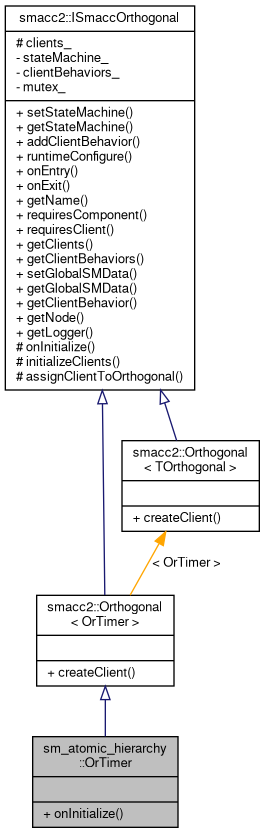 smacc2::ISmaccOrthogonal
# clients_
- stateMachine_
- clientBehaviors_
- mutex_
+ setStateMachine()
+ getStateMachine()
+ addClientBehavior()
+ runtimeConfigure()
+ onEntry()
+ onExit()
+ getName()
+ requiresComponent()
+ requiresClient()
+ getClients()
+ getClientBehaviors()
+ setGlobalSMData()
+ getGlobalSMData()
+ getClientBehavior()
+ getNode()
+ getLogger()
# onInitialize()
# initializeClients()
# assignClientToOrthogonal()
smacc2::Orthogonal
< TOrthogonal >
+ createClient()
< OrTimer >
smacc2::Orthogonal
< OrTimer >
+ createClient()
sm_atomic_hierarchy
::OrTimer
+ onInitialize()